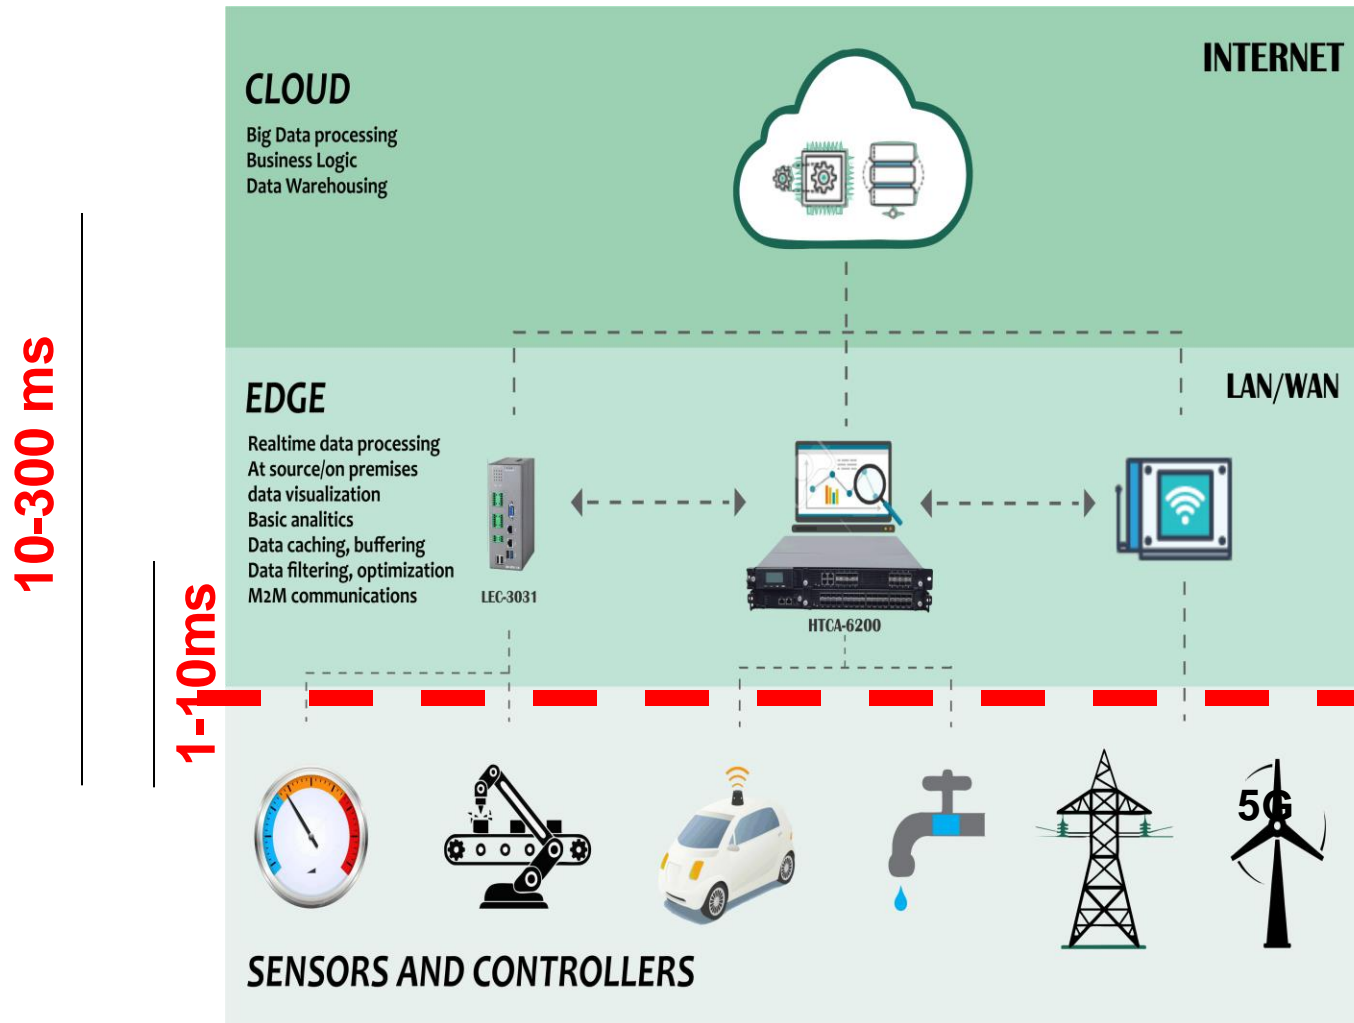 INTERNET
CLOUD
Big Data processing
Business Logic
Data Warehousing
10-300 ms
EDGE
LAN/WAN
Realtime data processing
At source/on premises
data visualization
Basic analitics
Data caching, buffering
Data filtering, optimization
M2M communications
LEC-3031
HTCA-6200
1-10ms
5G
SENSORS AND CONTROLLERS